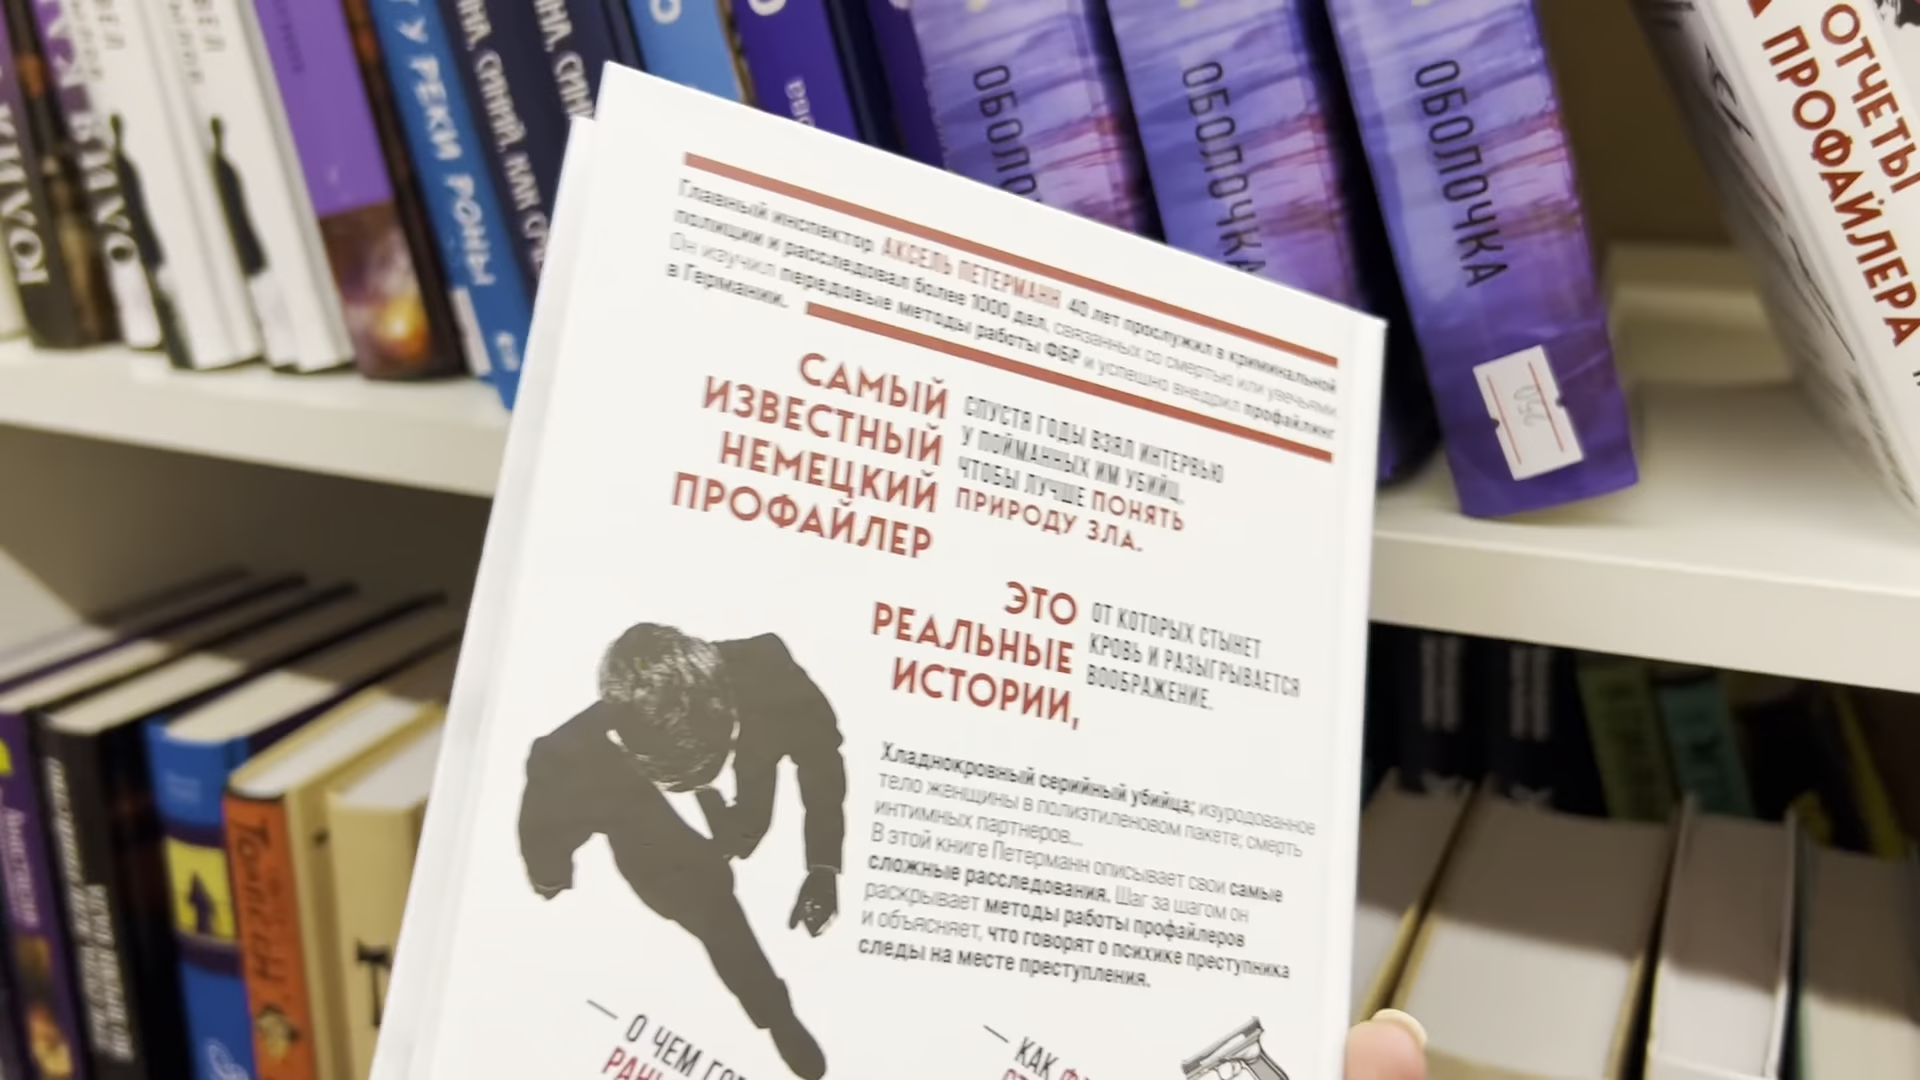 Главный инспектор АКСЕЛЬ ПЕТЕРМАНН 40 лет прослужил в криминальной
полиции и расследовал более 1000 дел, связанных со смертью или увечьями.
Он изучил передовые методы работы ФБР и успешно внедрил профайлинг
в Германии.
САМЫЙ
ИЗВЕСТНЫЙ
НЕМЕЦКИЙ
ПРОФАЙЛЕР
СПУСТЯ ГОДЫ ВЗЯЛ ИНТЕРВЬЮ
У ПОЙМАННЫХ ИМ УБИЙЦ,
ЧТОБЫ ЛУЧШЕ ПОНЯТЬ
ПРИРОДУ ЗЛА.
ЭТО
РЕАЛЬНЫЕ
ИСТОРИИ,
ОТ КОТОРЫХ СТЫНЕТ
КРОВЬ И РАЗЫГРЫВАЕТСЯ
ВООБРАЖЕНИЕ.
Хладнокровный серийный убийца; изуродованное
тело женщины в полиэтиленовом пакете; смерть
интимных партнеров...
В этой книге Петерманн описывает свои самые
сложные расследования. Шаг за шагом он
раскрывает методы работы профайлеров
и объясняет, что говорят о психике преступника
следы на месте преступления.
— О ЧЕМ
— КАК
У РЕКИ РОНЫ
СИНИЙ, КАК
ОБОЛОЧКА
ОБОЛОЧКА
ОТЧЕТЫ
ПРОФАЙЛЕРА